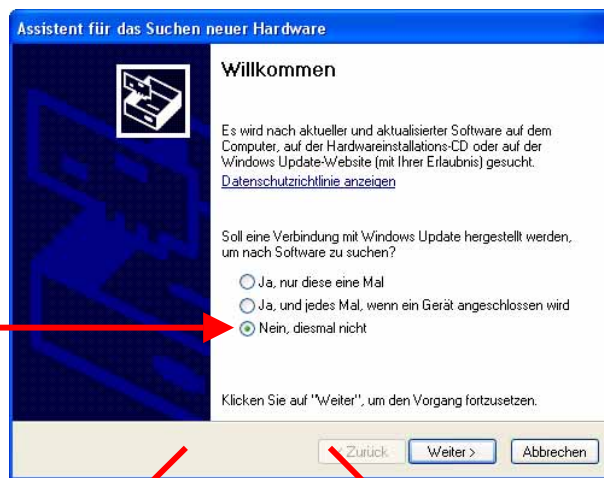 Assistent für das Suchen neuer Hardware
Willkommen
Es wird nach aktueller und aktualisierter Software auf dem
Computer, auf der Hardwareinstallations-CD oder auf der
Windows Update-Website (mit Ihrer Erlaubnis) gesucht.
Datenschutzrichtlinie anzeigen
Soll eine Verbindung mit Windows Update hergestellt werden,
um nach Software zu suchen?
Ja, nur diese eine Mal
Ja, und jedes Mal, wenn ein Gerät angeschlossen wird
Nein, diesmal nicht
Klicken Sie auf "Weiter", um den Vorgang fortzusetzen.
Zurück Weiter > Abbrechen